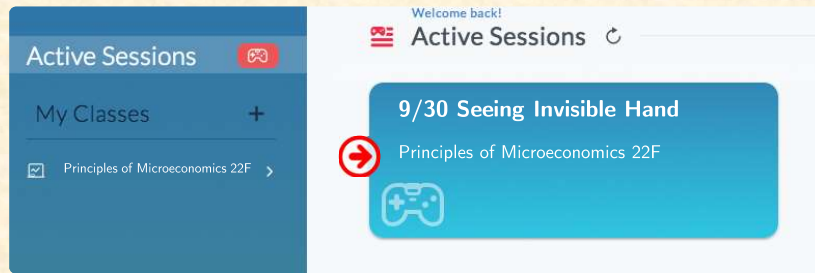 Active Sessions
My Classes +
Principles of Microeconomics 22F
Welcome back!
Active Sessions
9/30 Seeing Invisible Hand
Principles of Microeconomics 22F